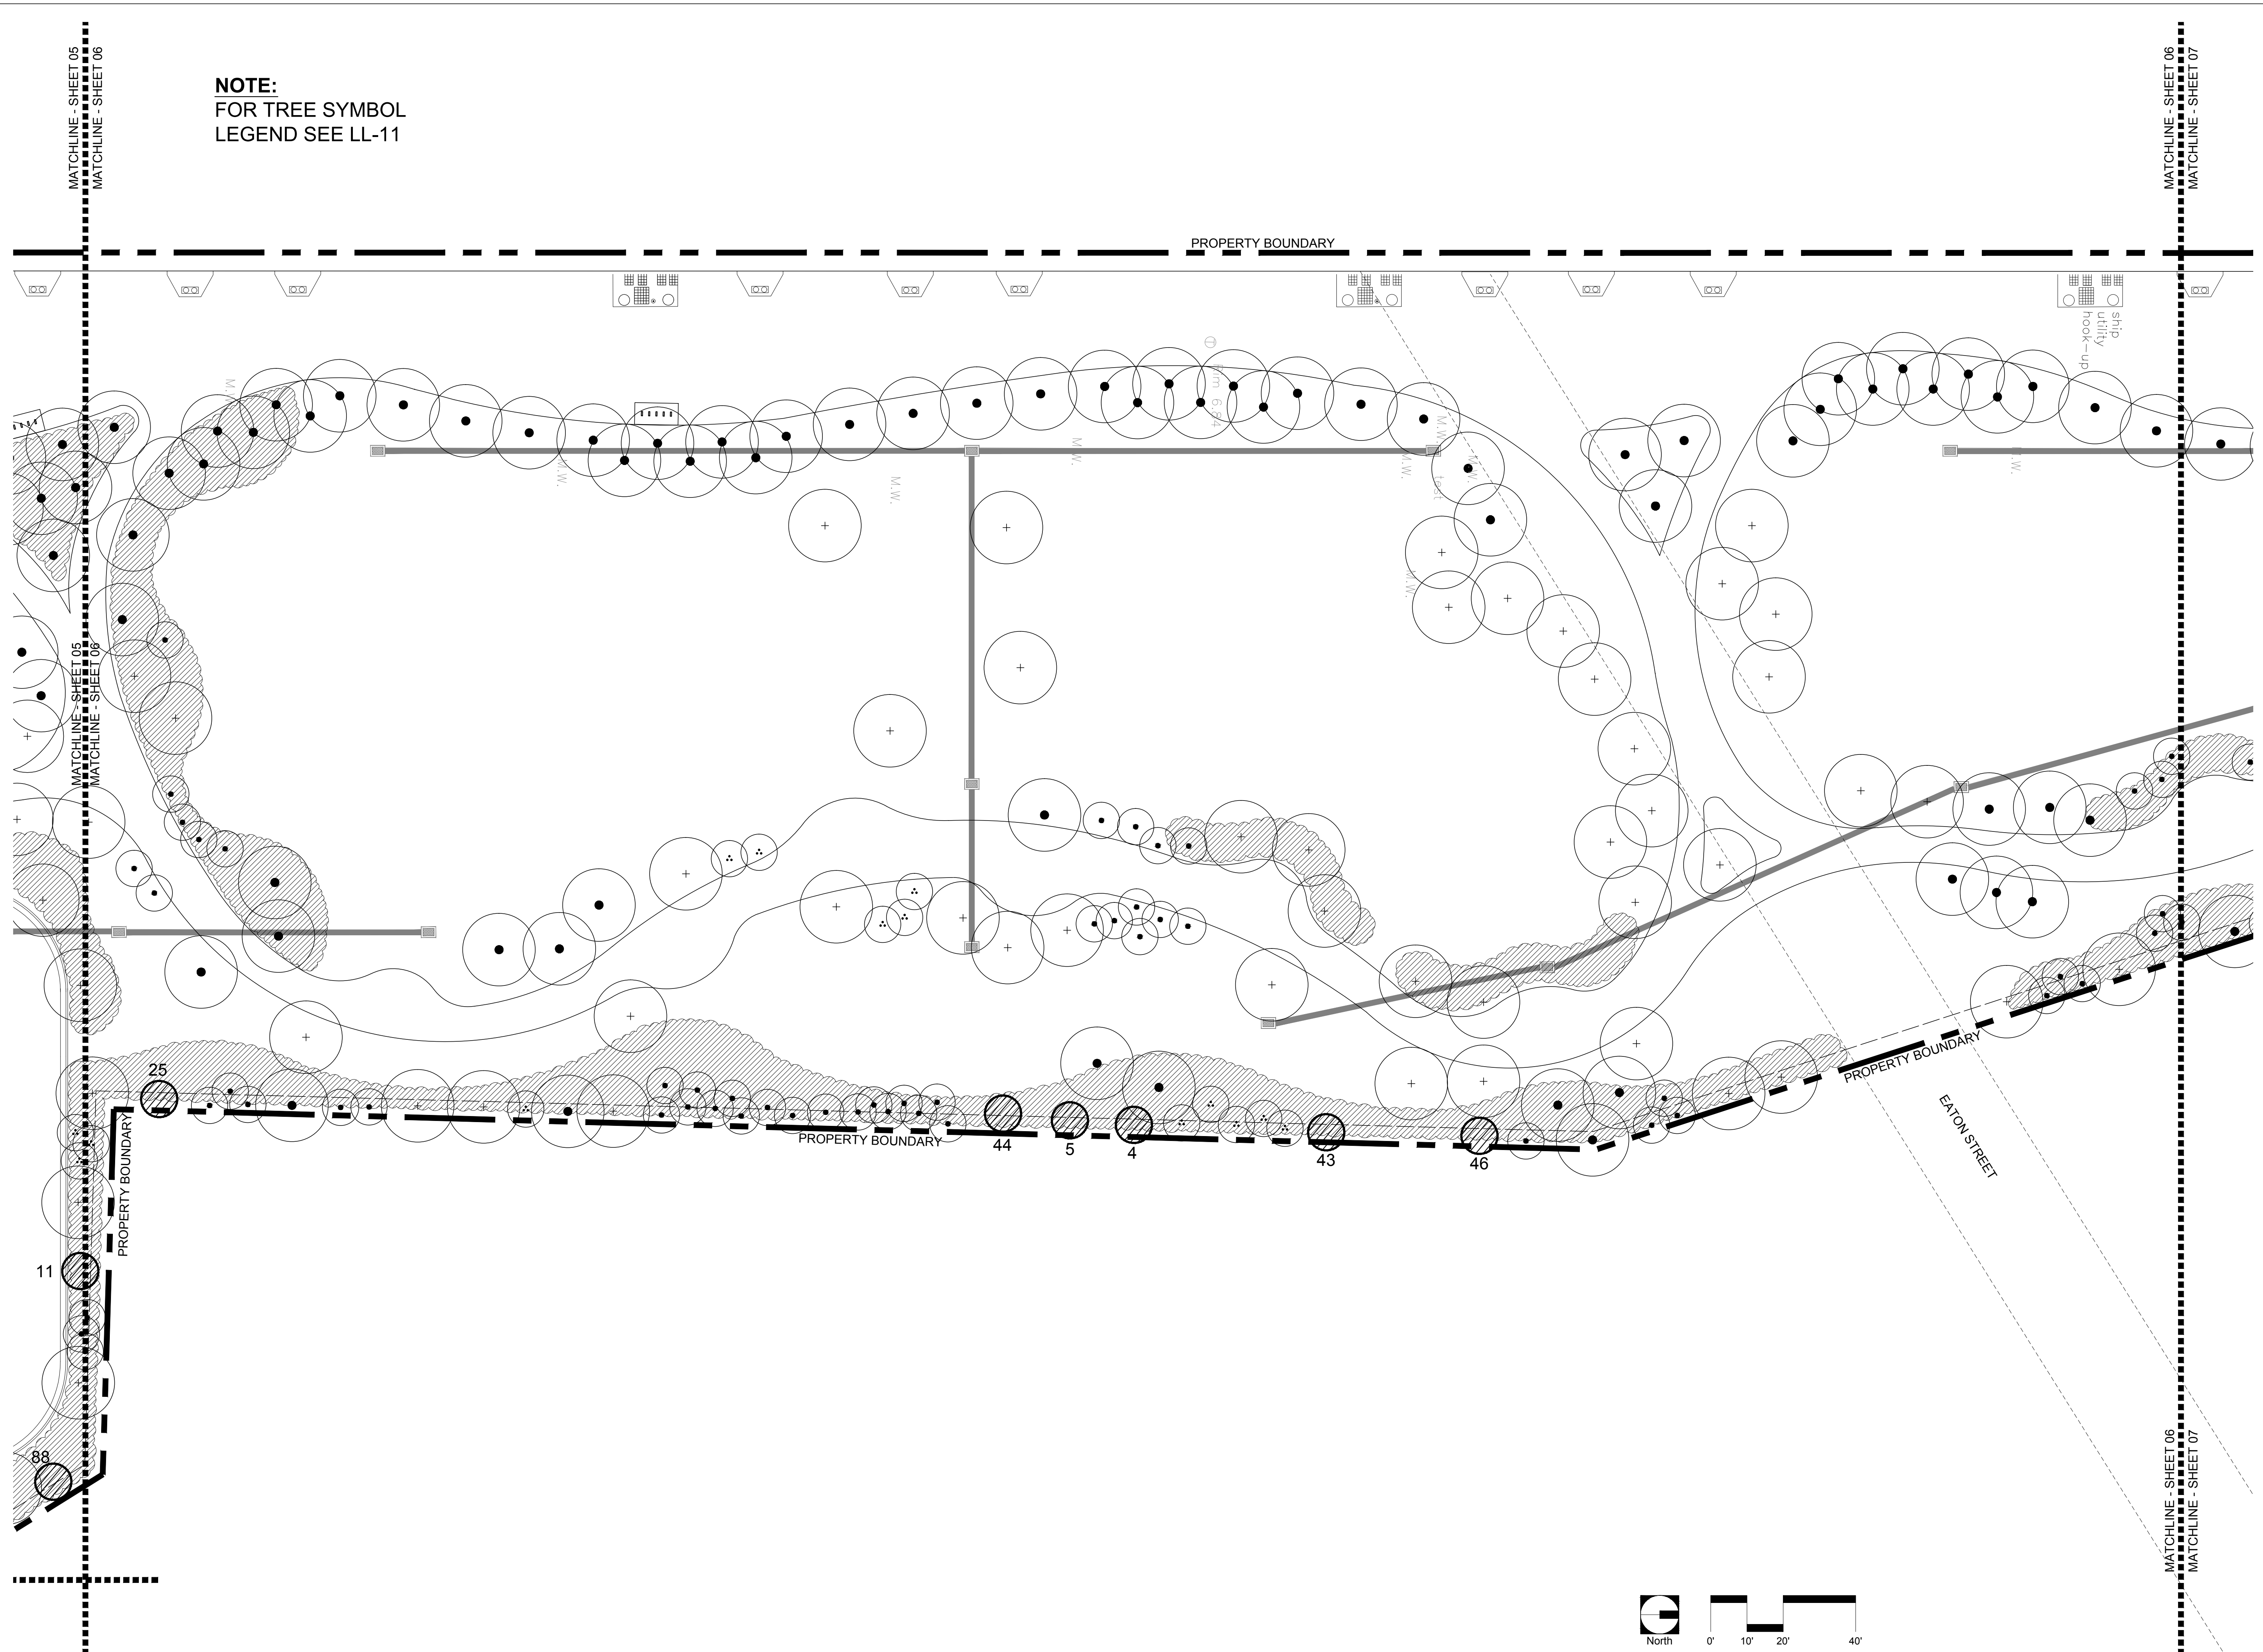 MATCHLINE - SHEET 05
MATCHLINE - SHEET 06
MATCHLINE - SHEET 06
MATCHLINE - SHEET 07
NOTE:
FOR TREE SYMBOL
LEGEND SEE LL-11
PROPERTY BOUNDARY
ship
utility
hook-up
M.W.
M.W.
M.W.
M.W.
M.W.
M.W.
M.W.
test
M.W.
M.W.
6.54
MATCHLINE - SHEET 05
MATCHLINE - SHEET 06
25
PROPERTY BOUNDARY
PROPERTY BOUNDARY
44
5
4
43
46
PROPERTY BOUNDARY
EATON STREET
11
88
MATCHLINE - SHEET 06
MATCHLINE - SHEET 07
North
0'
10'
20'
40'